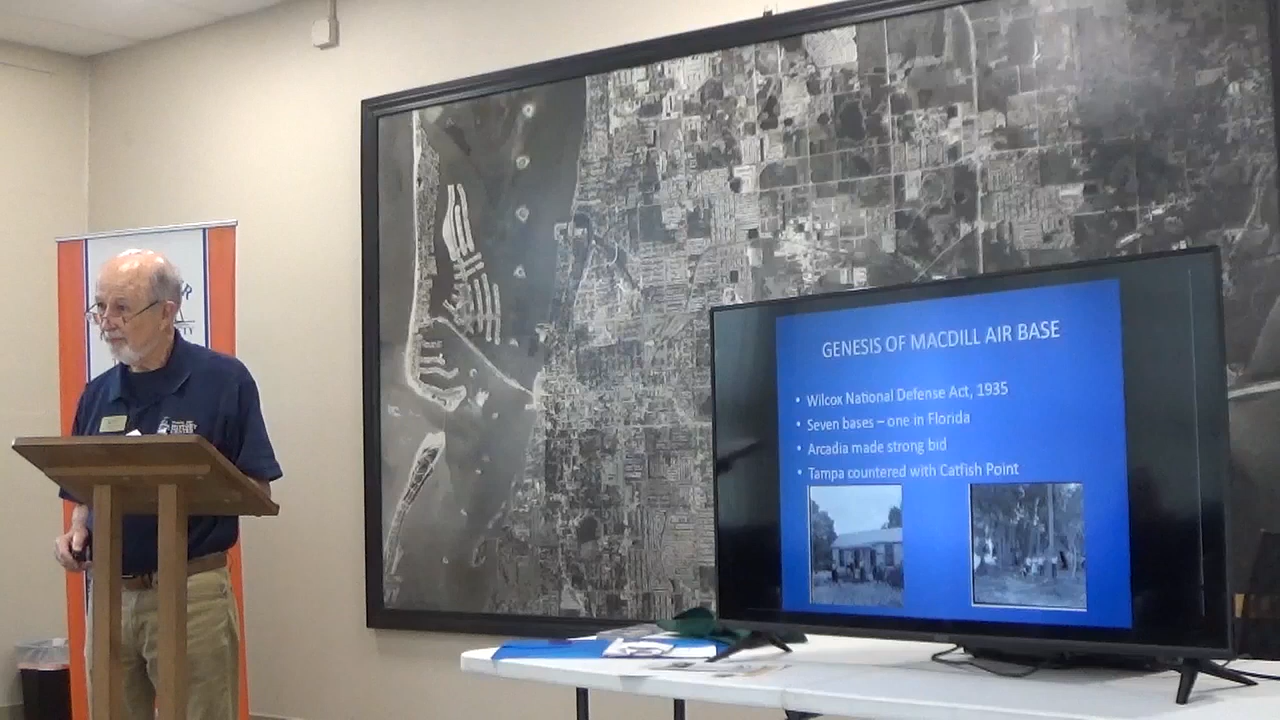 GENESIS OF MACDILL AIR BASE
• Wilcox National Defense Act, 1935
• Seven bases – one in Florida
• Arcadia made strong bid
• Tampa countered with Catfish Point